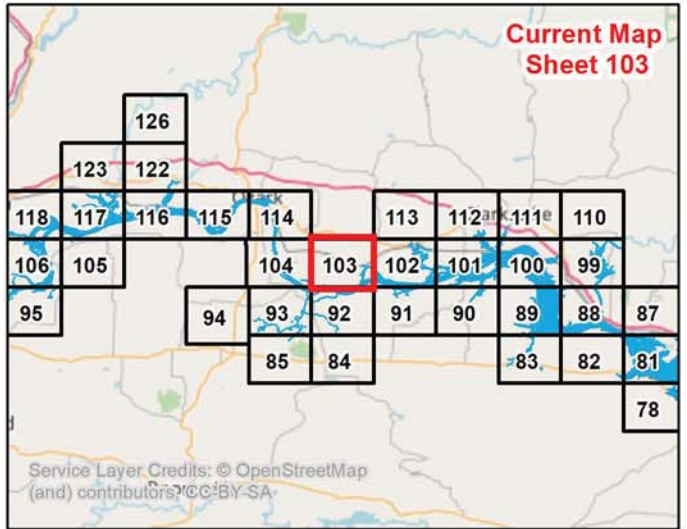 Current Map
Sheet 103
126
123 122
118 117 116 115 114 113 112 111 110
106 105 104 103 102 101 100 99
95 94 93 92 91 90 89 88 87
85 84 83 82 81
78
Service Layer Credits: © OpenStreetMap
(and) contributors, CC-BY-SA